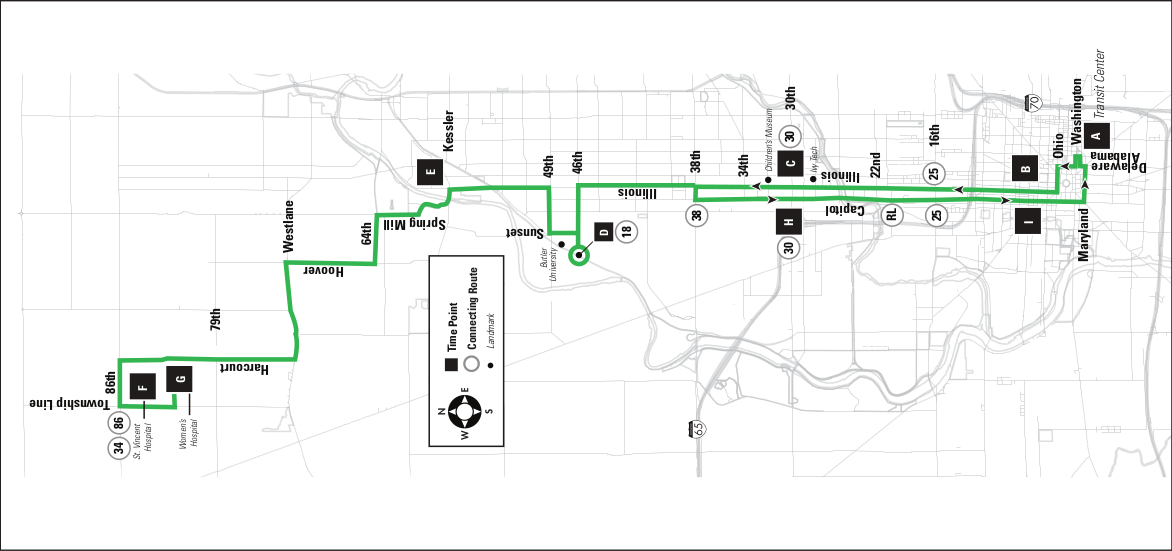 Township Line
86th
86
34
F
G
St. Vincent
Hospital
Women's
Hospital
79th
Harcourt
Westlane
Hoover
64th
Spring Mill
E
Kessler
Sunset
49th
46th
Butler
University
D
18
Illinois
38th
38
34th
Children's Museum
30th
30
C
Ivy Tech
H
30
Illinois
Capitol
22nd
RL
16th
25
25
B
I
70
65
Ohio
Washington
Transit Center
A
Alabama
Delaware
Maryland
Time Point
Connecting Route
Landmark
N
E
S
W